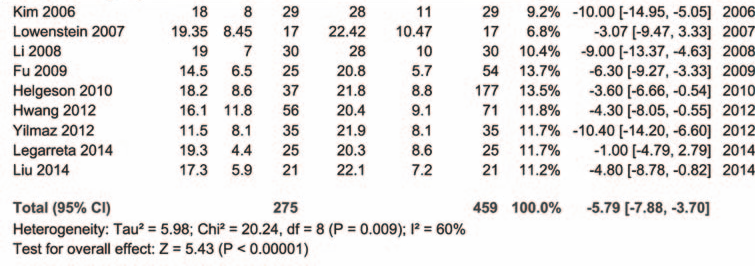 Kim 2006 18 8 29 28 11 29 9.2% -10.00 [-14.95, -5.05] 2006
Lowenstein 2007 19.35 8.45 17 22.42 10.47 17 6.8% -3.07 [-9.47, 3.33] 2007
Li 2008 19 7 30 28 10 30 10.4% -9.00 [-13.37, -4.63] 2008
Fu 2009 14.5 6.5 25 20.8 5.7 54 13.7% -6.30 [-9.27, -3.33] 2009
Helgeson 2010 18.2 8.6 37 21.8 8.8 177 13.5% -3.60 [-6.66, -0.54] 2010
Hwang 2012 16.1 11.8 56 20.4 9.1 71 11.8% -4.30 [-8.05, -0.55] 2012
Yilmaz 2012 11.5 8.1 35 21.9 8.1 35 11.7% -10.40 [-14.20, -6.60] 2012
Legarreta 2014 19.3 4.4 25 20.3 8.6 25 11.7% -1.00 [-4.79, 2.79] 2014
Liu 2014 17.3 5.9 21 22.1 7.2 21 11.2% -4.80 [-8.78, -0.82] 2014
Total (95% CI) 275 459 100.0% -5.79 [-7.88, -3.70]
Heterogeneity: Tau² = 5.98; Chi² = 20.24, df = 8 (P = 0.009); I² = 60%
Test for overall effect: Z = 5.43 (P < 0.00001)